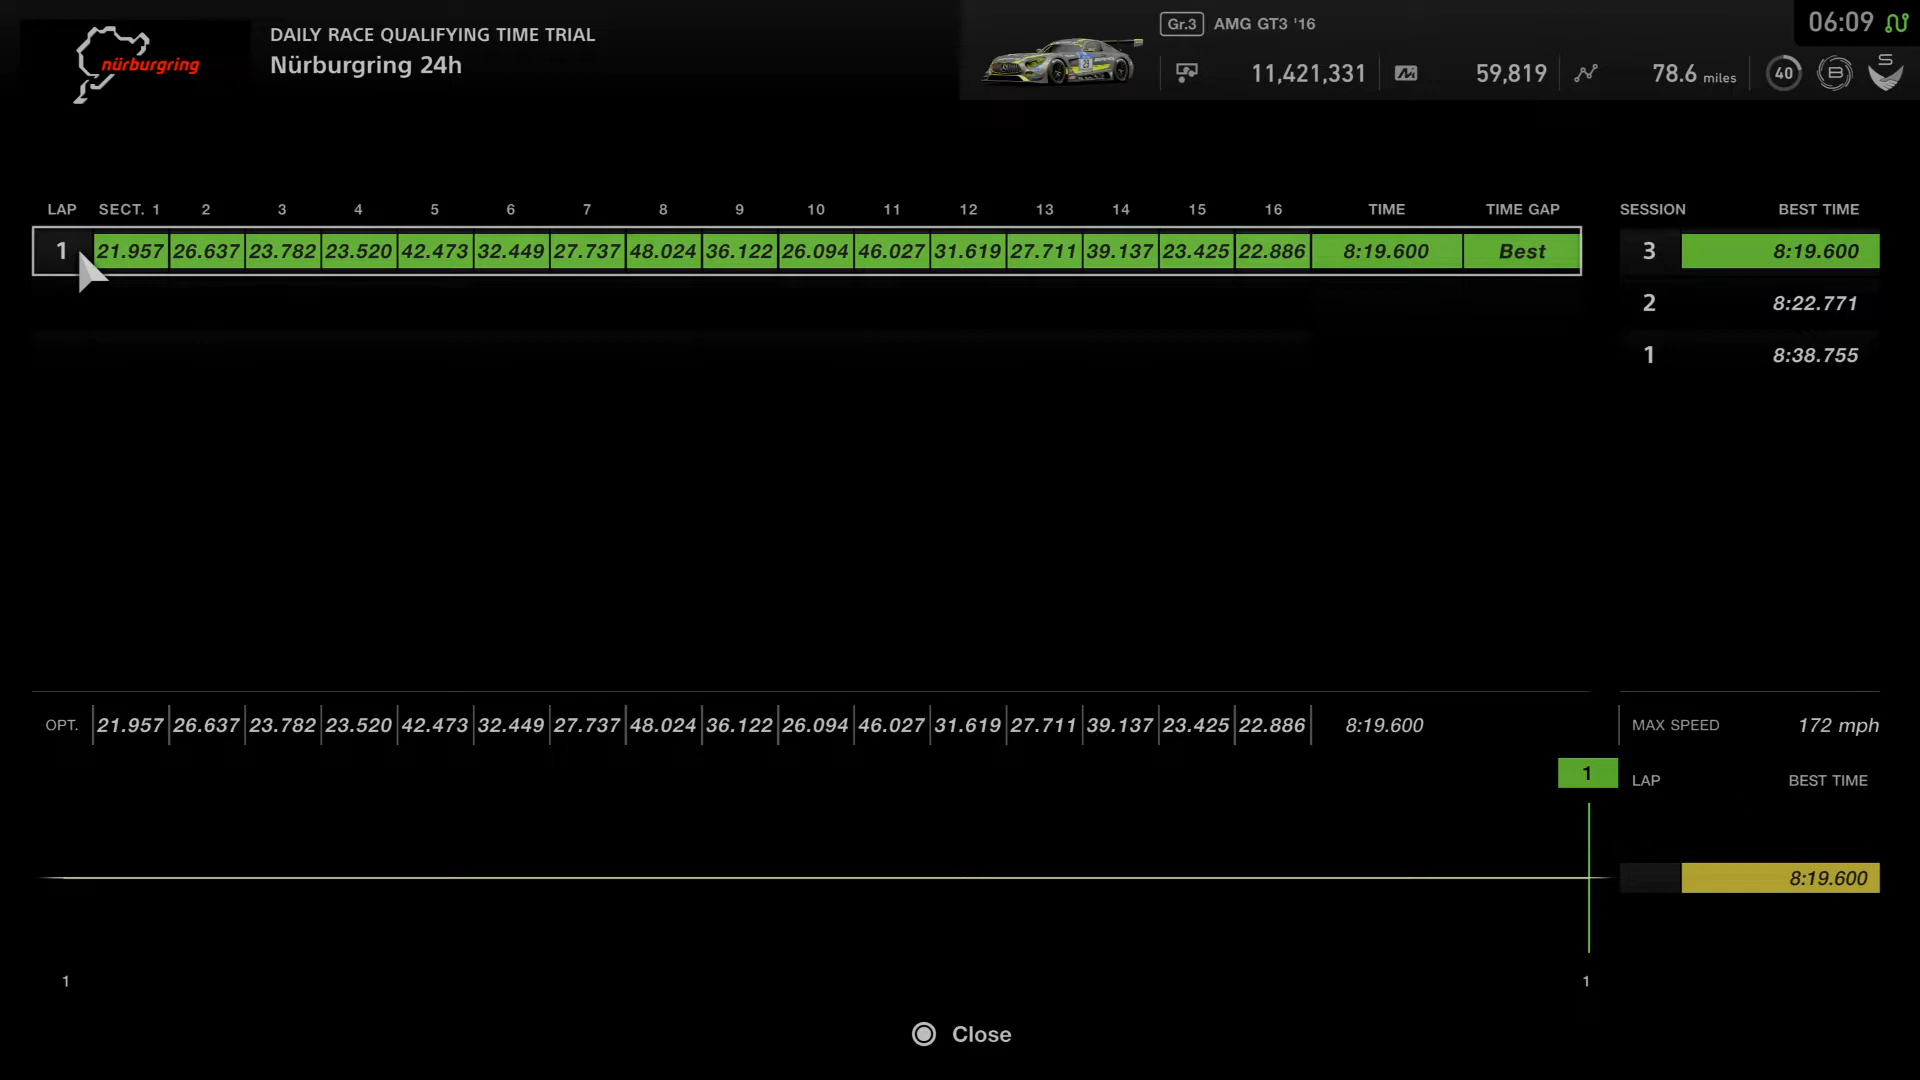 nürburgring
DAILY RACE QUALIFYING TIME TRIAL
Nürburgring 24h
Gr.3 AMG GT3 '16
11,421,331 59,819 78.6 miles 40 B S
06:09
LAP SECT. 1 2 3 4 5 6 7 8 9 10 11 12 13 14 15 16 TIME TIME GAP
1 21.957 26.637 23.782 23.520 42.473 32.449 27.737 48.024 36.122 26.094 46.027 31.619 27.711 39.137 23.425 22.886 8:19.600 Best
SESSION BEST TIME
3 8:19.600
2 8:22.771
1 8:38.755
OPT. 21.957 26.637 23.782 23.520 42.473 32.449 27.737 48.024 36.122 26.094 46.027 31.619 27.711 39.137 23.425 22.886 8:19.600
MAX SPEED 172 mph
1 LAP BEST TIME
8:19.600
1 1
Close